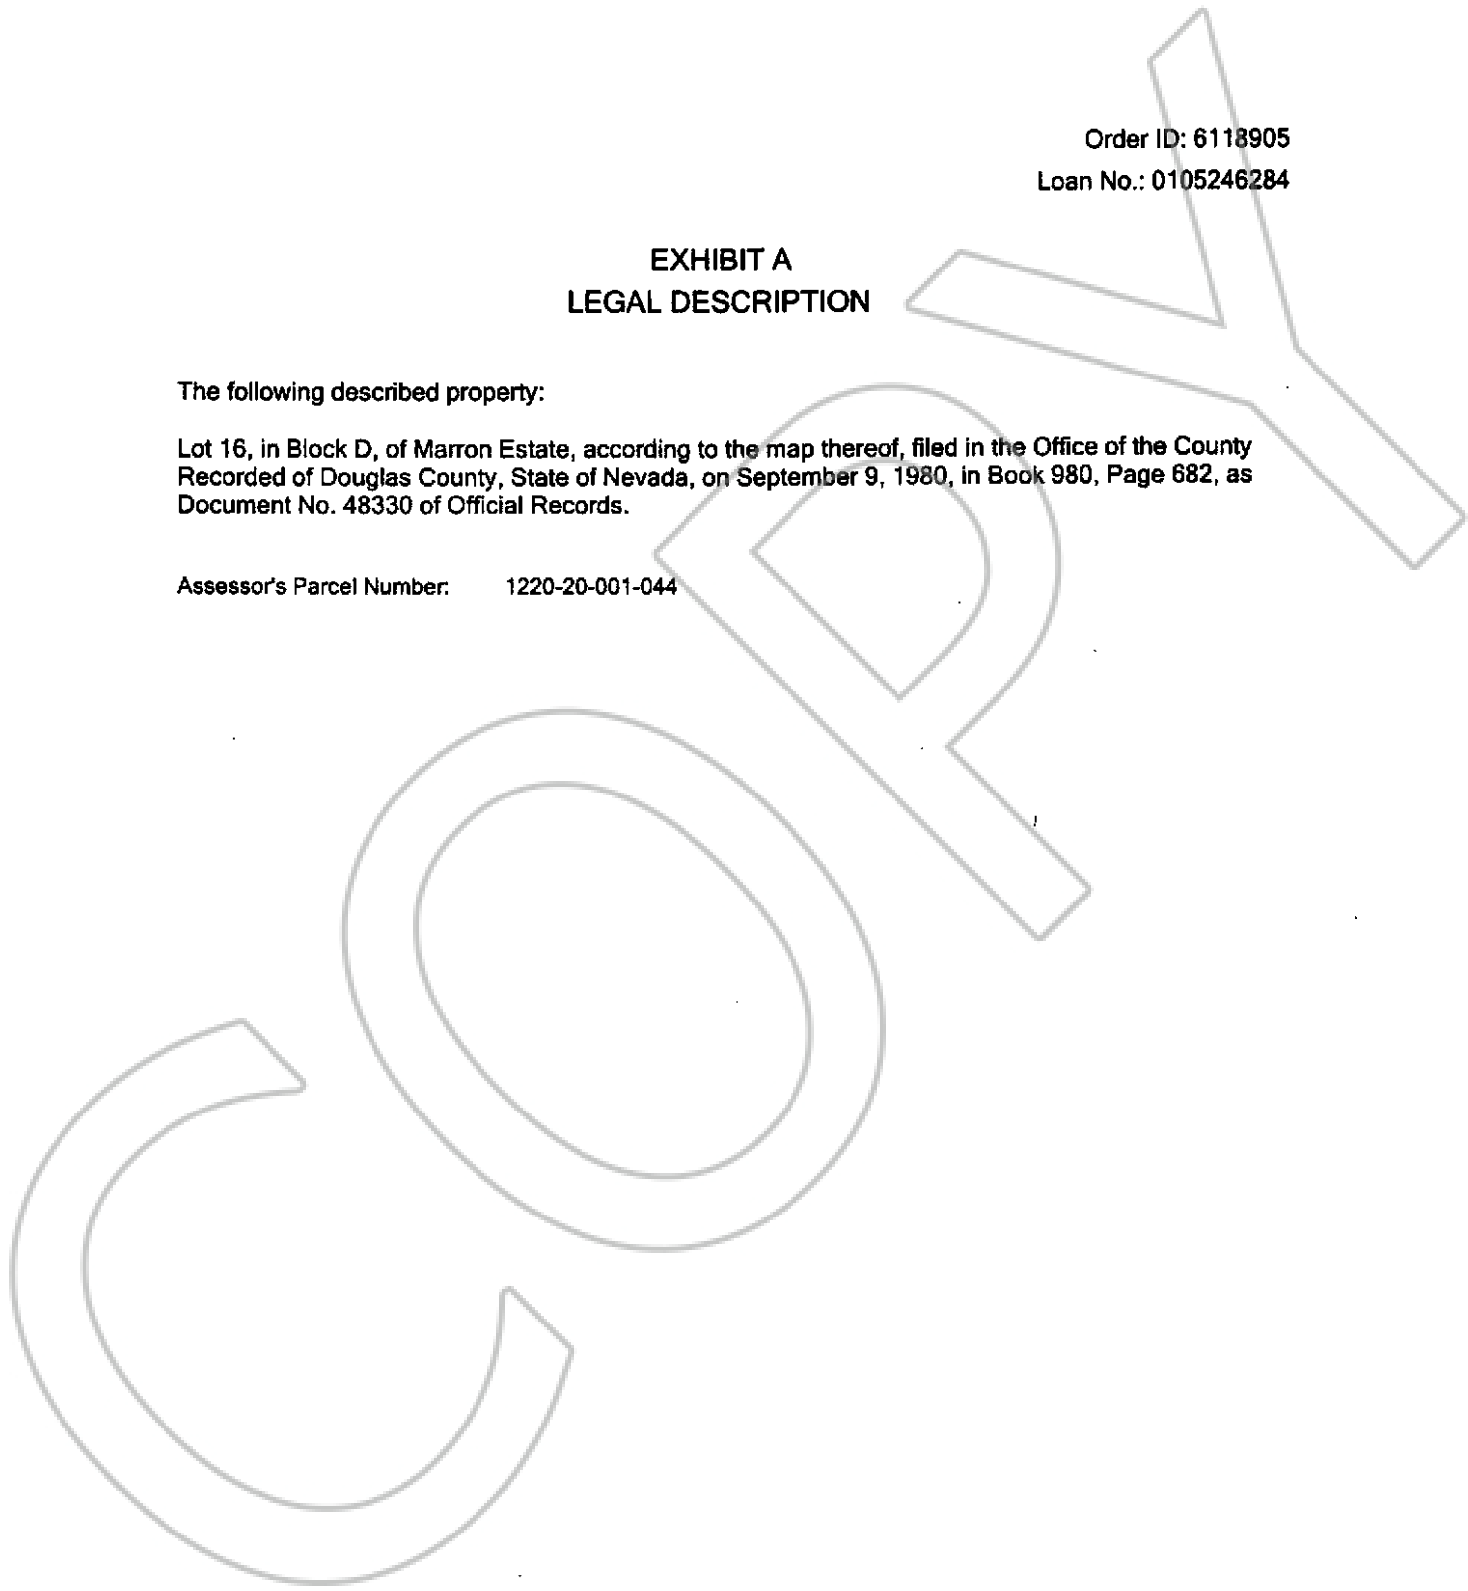 Order ID: 6118905
Loan No.: 0105246284
EXHIBIT A
LEGAL DESCRIPTION
The following described property:
Lot 16, in Block D, of Marron Estate, according to the map thereof, filed in the Office of the County
Recorded of Douglas County, State of Nevada, on September 9, 1980, in Book 980, Page 682, as
Document No. 48330 of Official Records.
Assessor's Parcel Number: 1220-20-001-044
COPY